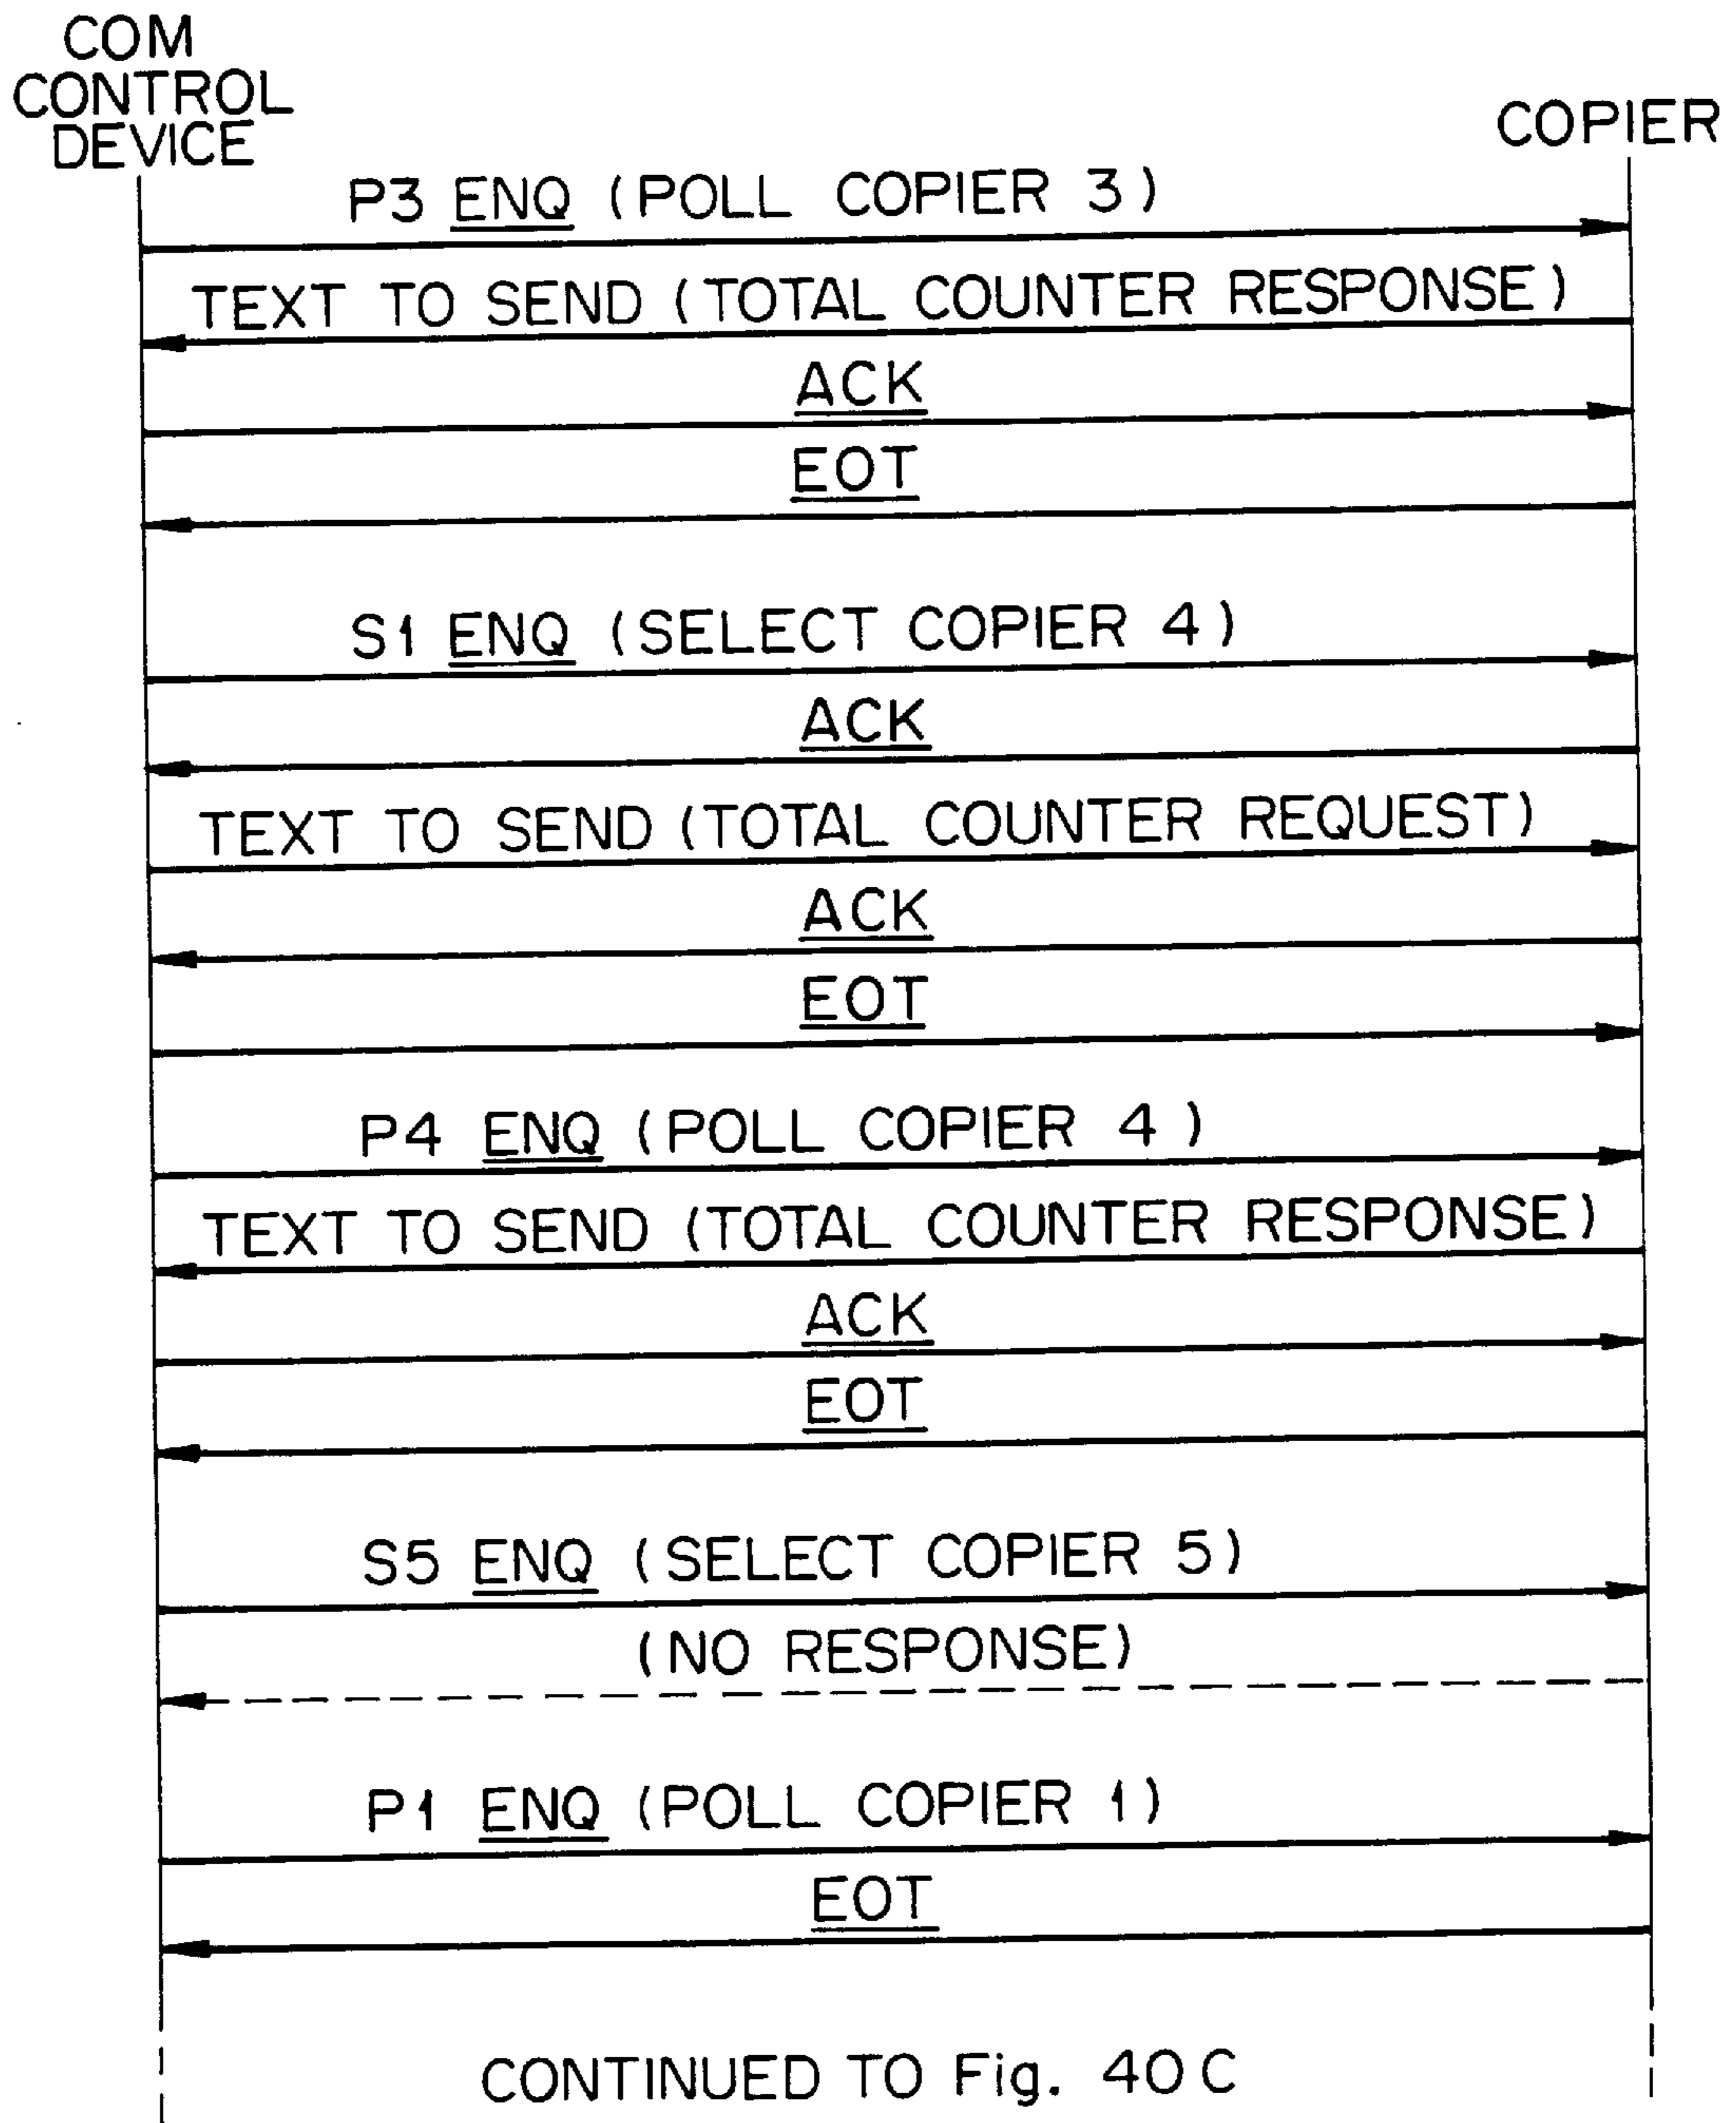 COM
CONTROL
DEVICE
COPIER
P3 ENQ (POLL COPIER 3)
TEXT TO SEND (TOTAL COUNTER RESPONSE)
ACK
EOT
S1 ENQ (SELECT COPIER 4)
ACK
TEXT TO SEND (TOTAL COUNTER REQUEST)
ACK
EOT
P4 ENQ (POLL COPIER 4)
TEXT TO SEND (TOTAL COUNTER RESPONSE)
ACK
EOT
S5 ENQ (SELECT COPIER 5)
(NO RESPONSE)
P1 ENQ (POLL COPIER 1)
EOT
CONTINUED TO Fig. 40C